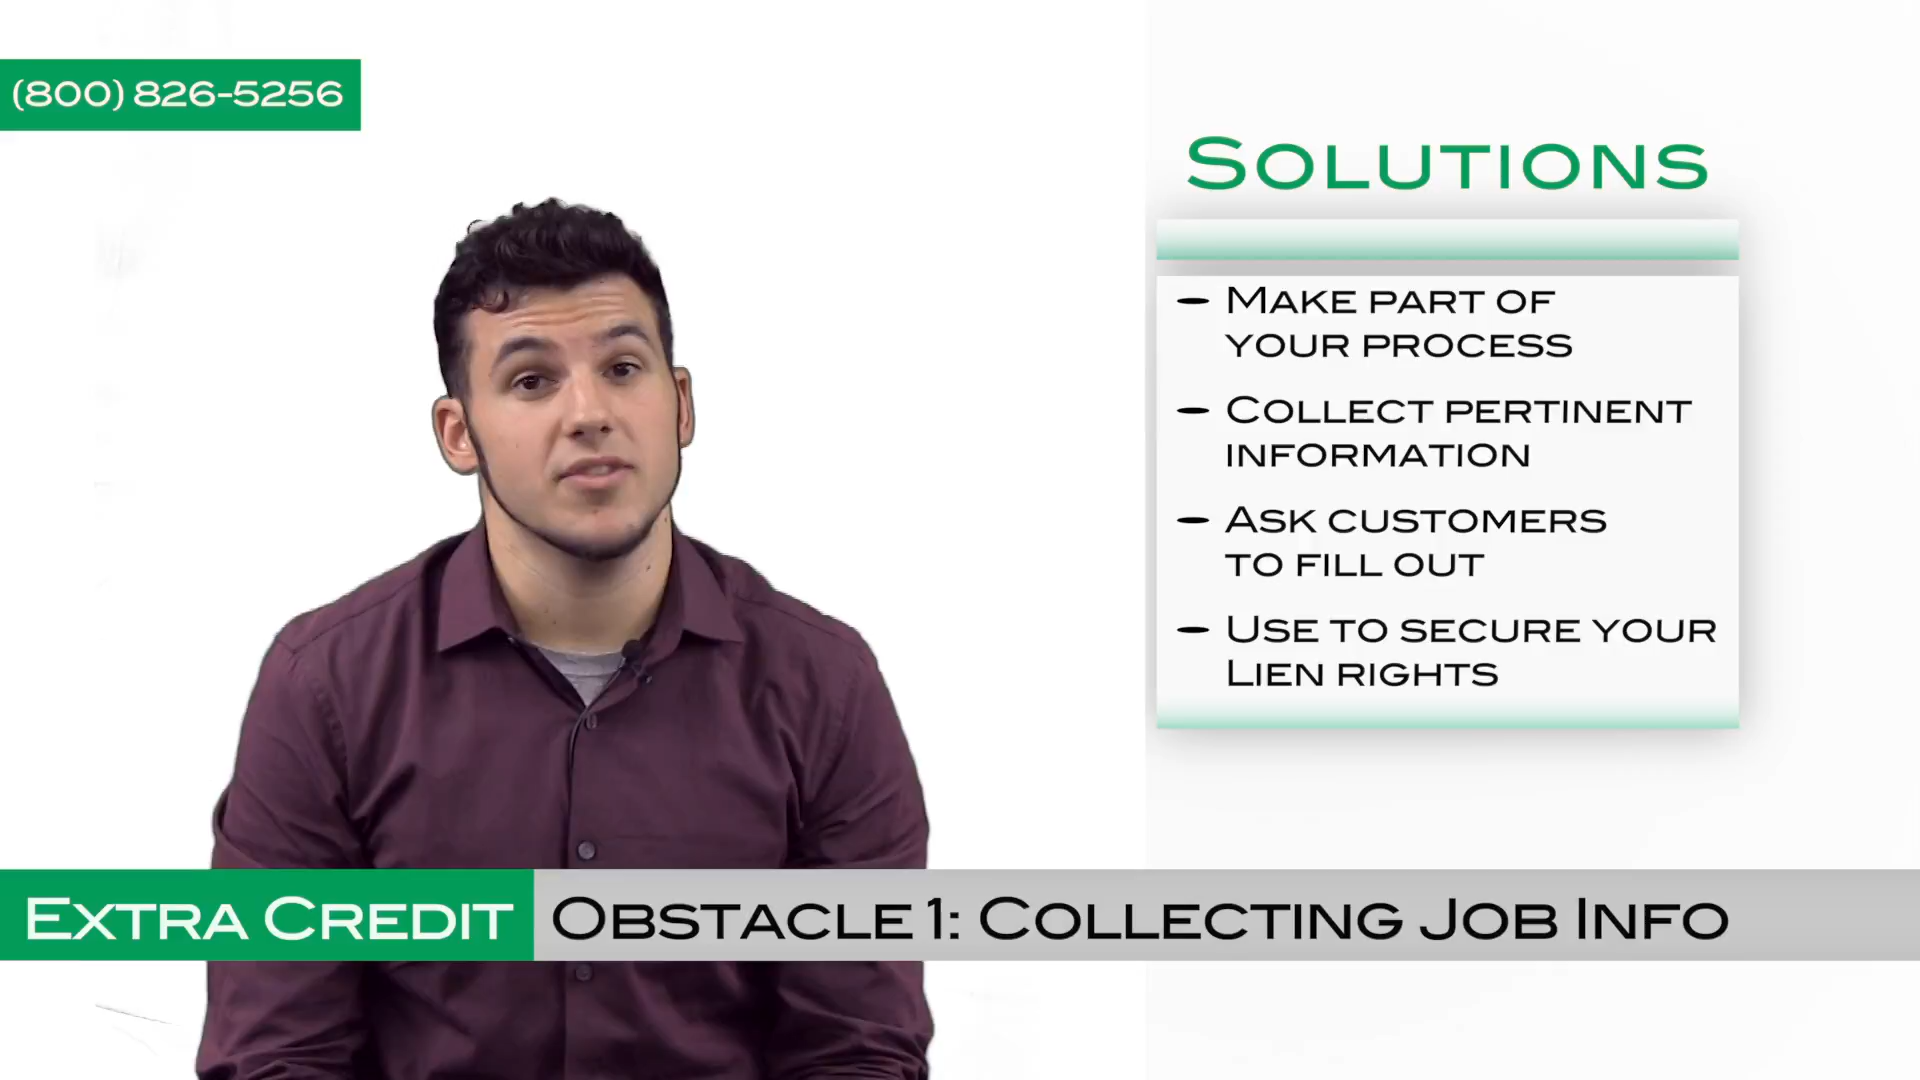 (800) 826-5256
Solutions
– Make part of
your process
– Collect pertinent
information
– Ask customers
to fill out
– Use to secure your
Lien rights
Extra Credit Obstacle 1: Collecting Job Info